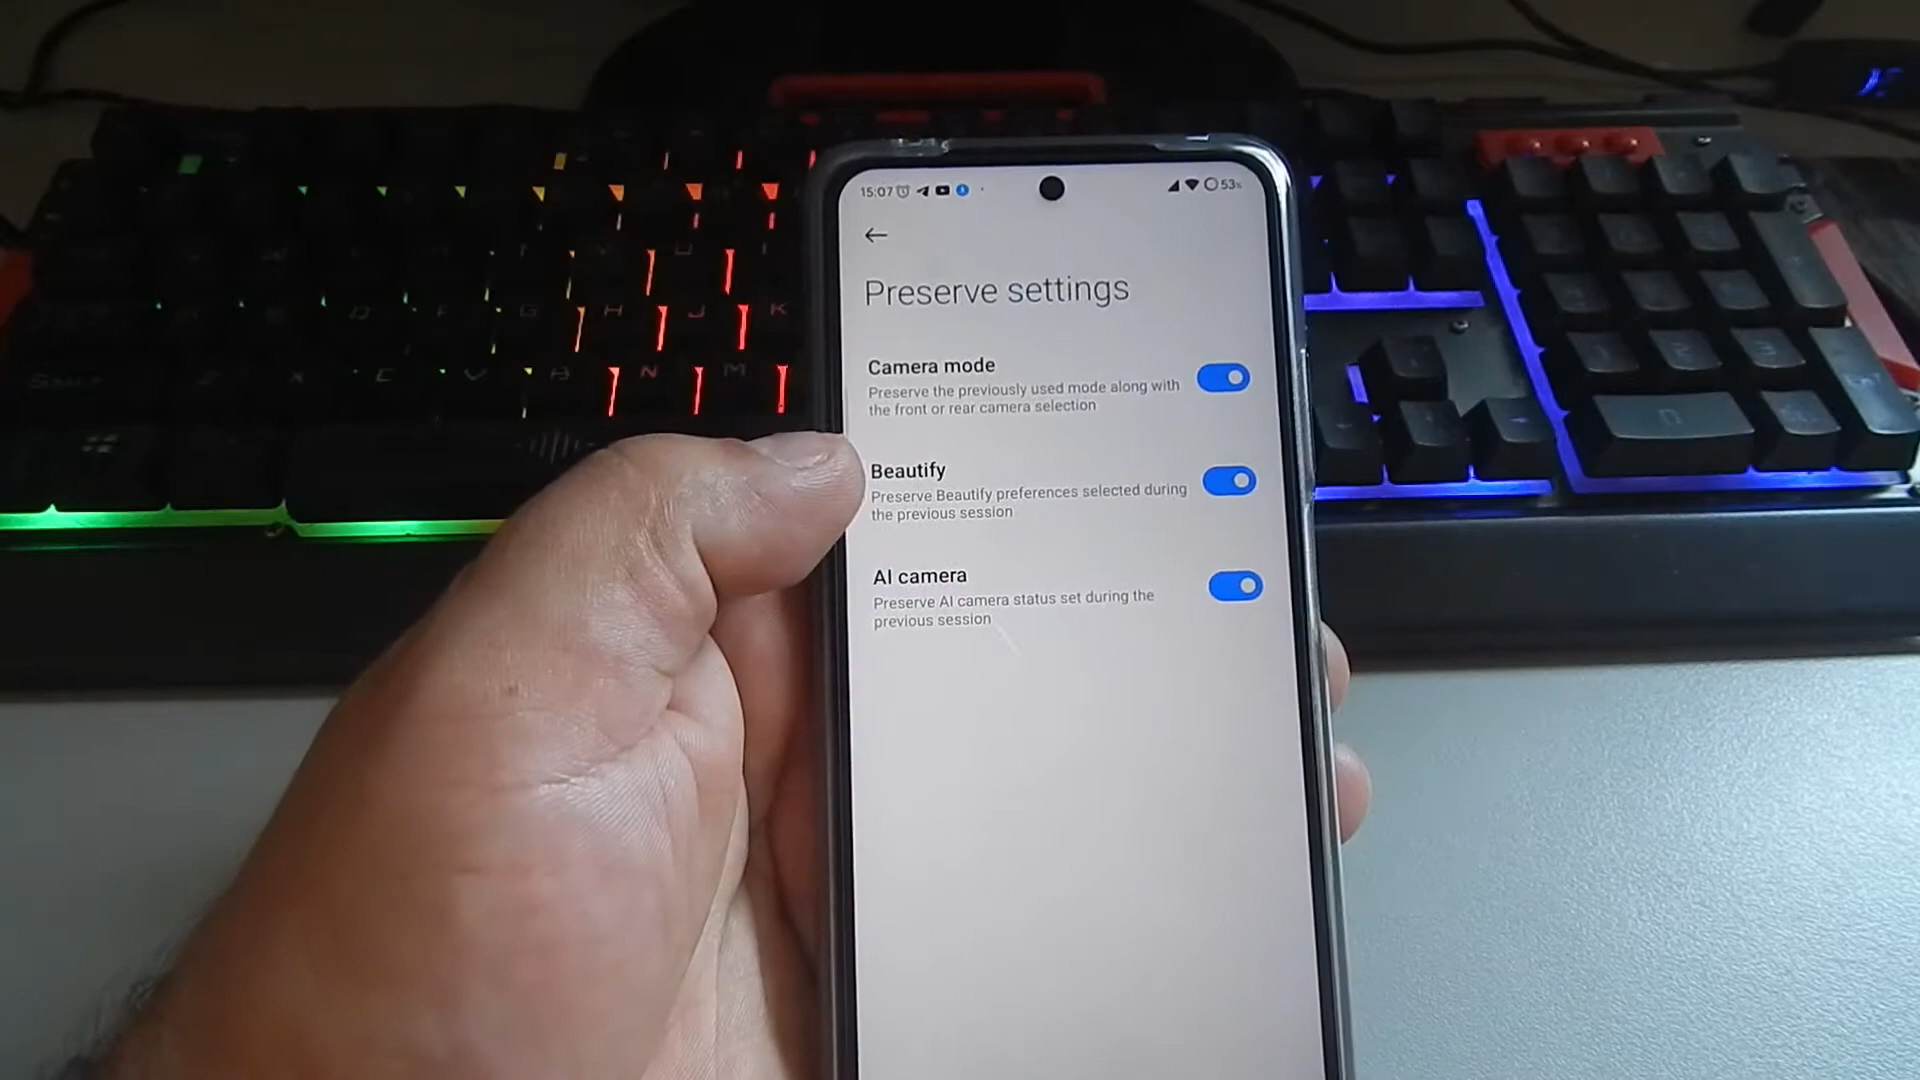 15:07
53%
Preserve settings
Camera mode
Preserve the previously used mode along with
the front or rear camera selection
Beautify
Preserve Beautify preferences selected during
the previous session
AI camera
Preserve AI camera status set during the
previous session
G H J K
N M